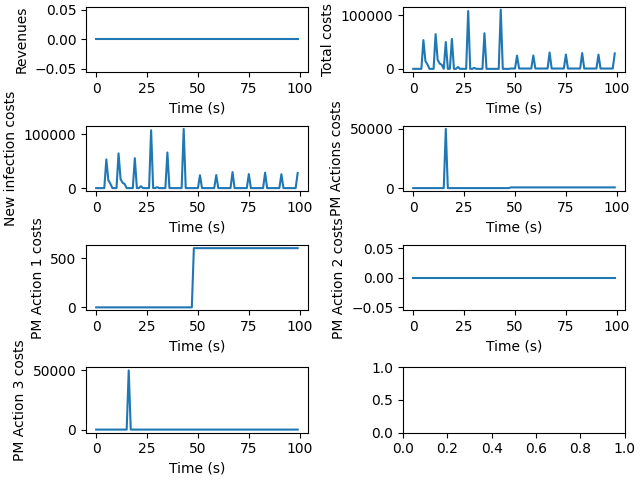 Revenues
0.05
0.00
−0.05
0 25 50 75 100
Time (s)
Total costs
100000
0
0 25 50 75 100
Time (s)
New infection costs
100000
0
0 25 50 75 100
Time (s)
PM Actions costs
50000
0
0 25 50 75 100
Time (s)
PM Action 1 costs
500
0
0 25 50 75 100
Time (s)
PM Action 2 costs
0.05
0.00
−0.05
0 25 50 75 100
Time (s)
PM Action 3 costs
50000
0
0 25 50 75 100
Time (s)
1.0
0.5
0.0
0.0 0.2 0.4 0.6 0.8 1.0